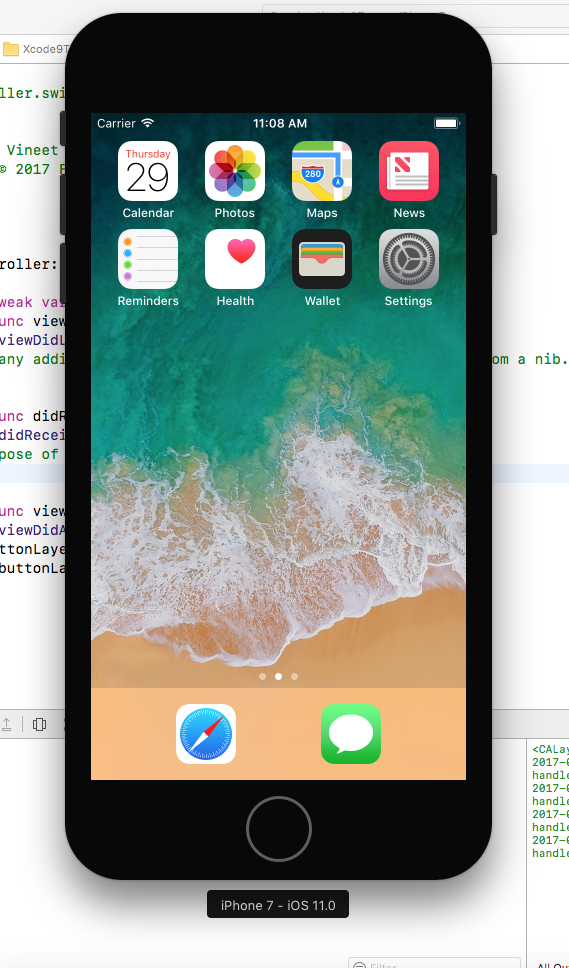 Xcode9T
ller.swi
Vineet
© 2017
roller:
weak va
unc view
viewDidL
any addi
om a nib.
unc didR
didRecei
pose of
unc view
viewDidA
ttonLaye
buttonLa
Carrier
11:08 AM
Thursday
29
280
Calendar
Photos
Maps
News
Reminders
Health
Wallet
Settings
<CALay
2017-0
handle
2017-0
handle
2017-0
handle
2017-0
handle
iPhone 7 - iOS 11.0
Filter